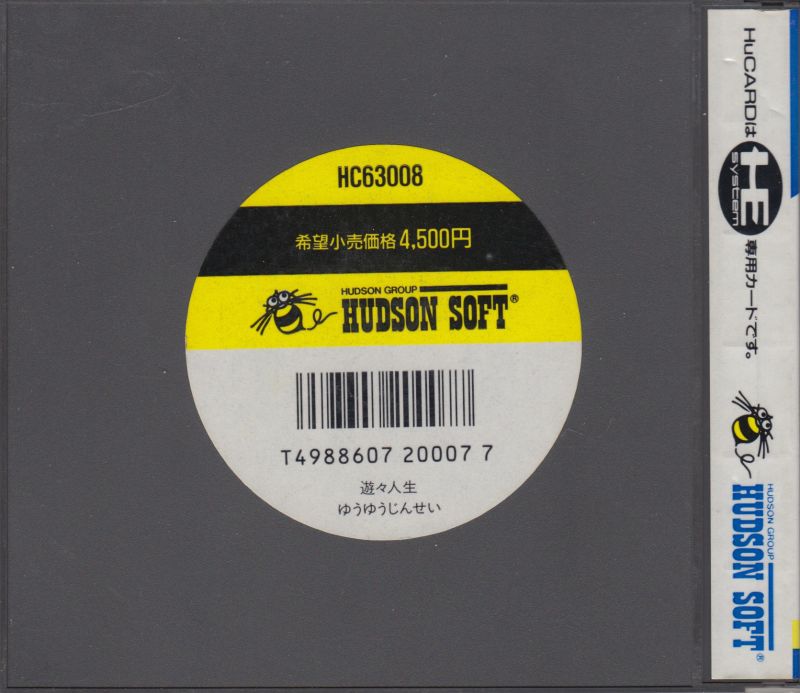 HC63008
希望小売価格4,500円
HUDSON GROUP
HUDSON SOFT®
T4988607 20007 7
遊々人生
ゆうゆうじんせい
HuCARDは
HE
system
専用カードです。
HUDSON GROUP
HUDSON SOFT®